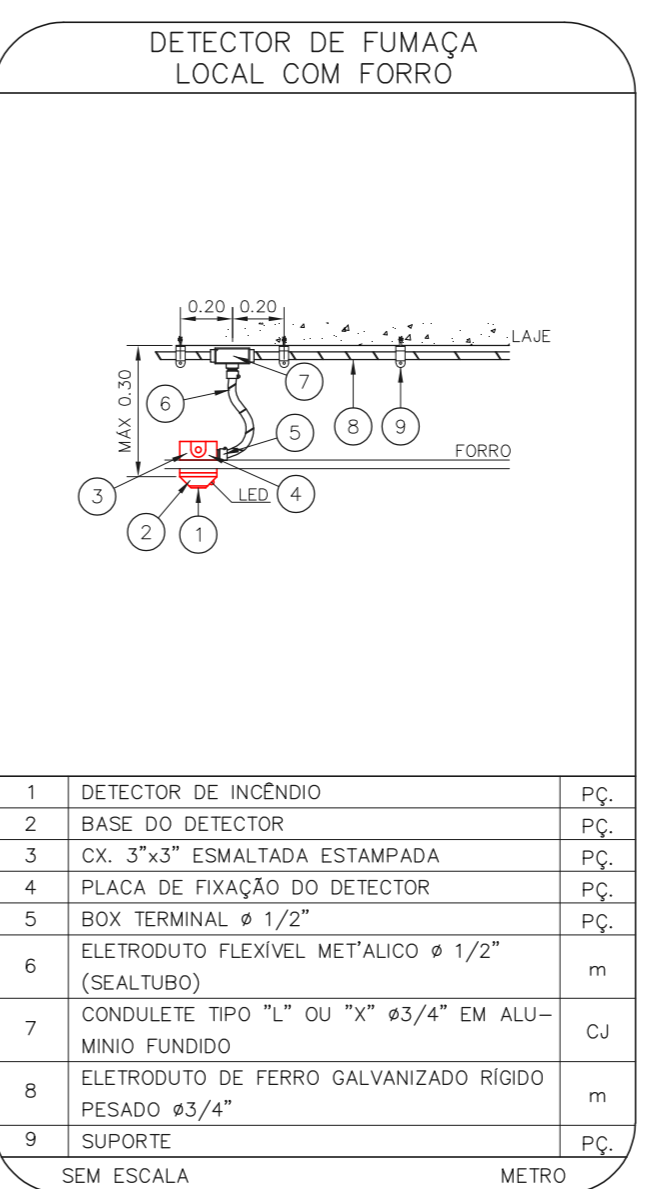 DETECTOR DE FUMAÇA
LOCAL COM FORRO
0.20 0.20
LAJE
MÁX 0.30
7
6
5
8
9
FORRO
3
LED
4
2
1
1 DETECTOR DE INCÊNDIO PÇ.
2 BASE DO DETECTOR PÇ.
3 CX. 3"x3" ESMALTADA ESTAMPADA PÇ.
4 PLACA DE FIXAÇÃO DO DETECTOR PÇ.
5 BOX TERMINAL ø 1/2" PÇ.
6 ELETRODUTO FLEXÍVEL MET'ALICO ø 1/2"
(SEALTUBO) m
7 CONDULETE TIPO "L" OU "X" ø3/4" EM ALU-
MINIO FUNDIDO CJ
8 ELETRODUTO DE FERRO GALVANIZADO RÍGIDO
PESADO ø3/4" m
9 SUPORTE PÇ.
SEM ESCALA METRO